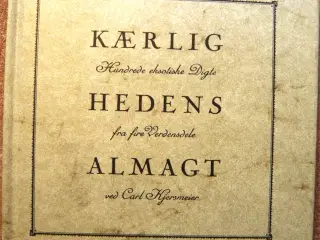 KÆRLIG
Hundrede eksotiske Digte
HEDENS
fra fire Verdensdele
ALMAGT
ved Carl Kjersmeier